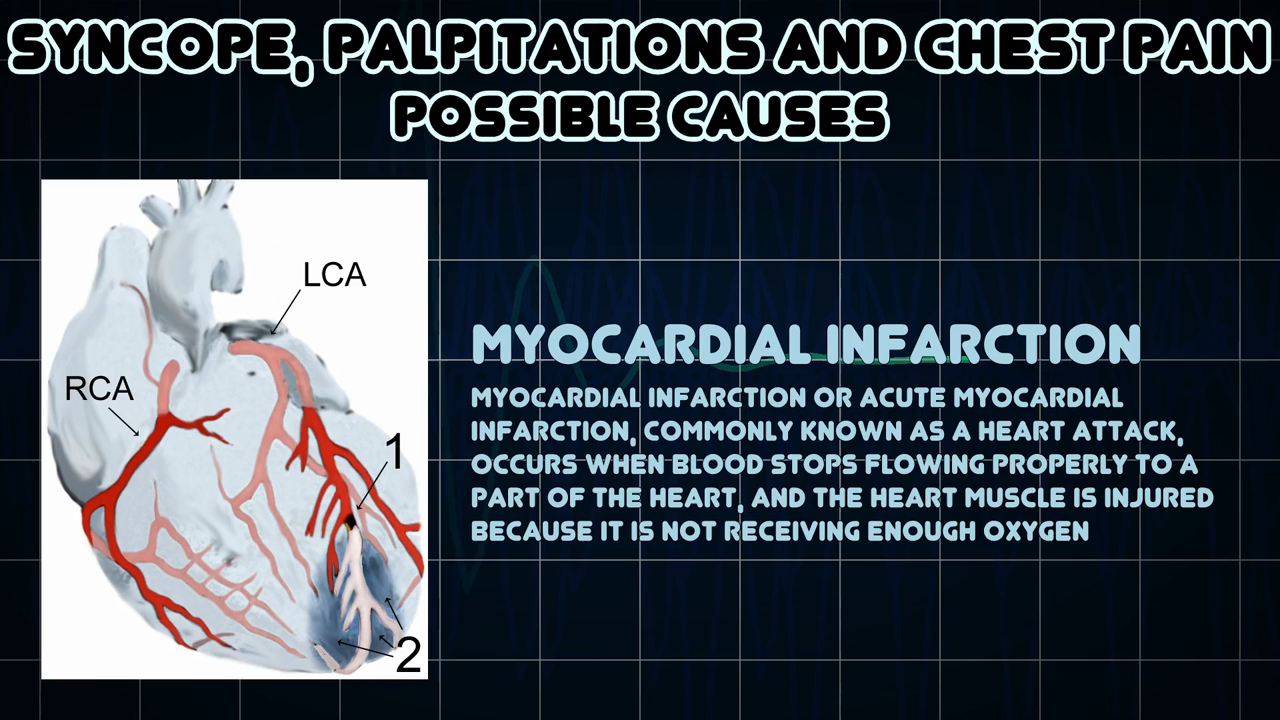 SYNCOPE, PALPITATIONS AND CHEST PAIN
POSSIBLE CAUSES
LCA
RCA
1
2
MYOCARDIAL INFARCTION
MYOCARDIAL INFARCTION OR ACUTE MYOCARDIAL
INFARCTION, COMMONLY KNOWN AS A HEART ATTACK,
OCCURS WHEN BLOOD STOPS FLOWING PROPERLY TO A
PART OF THE HEART, AND THE HEART MUSCLE IS INJURED
BECAUSE IT IS NOT RECEIVING ENOUGH OXYGEN